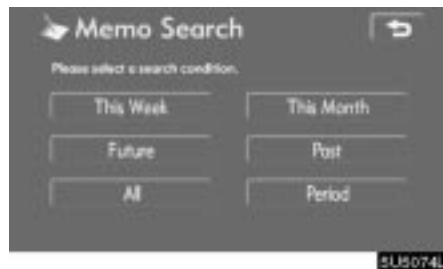 Memo Search
Please select a search condition.
This Week
This Month
Future
Past
All
Period
5U5074L